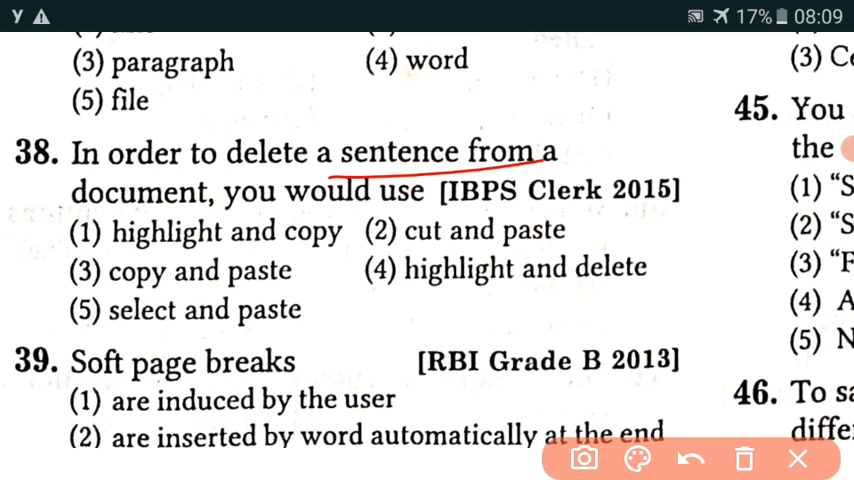 17% 08:09
(3) paragraph (4) word
(5) file
38. In order to delete a sentence from a
document, you would use [IBPS Clerk 2015]
(1) highlight and copy (2) cut and paste
(3) copy and paste (4) highlight and delete
(5) select and paste
39. Soft page breaks [RBI Grade B 2013]
(1) are induced by the user
(2) are inserted by word automatically at the end
(3)
45. You
the
(1) “S
(2) “S
(3) “F
(4) A
(5) N
46. To sa
differ